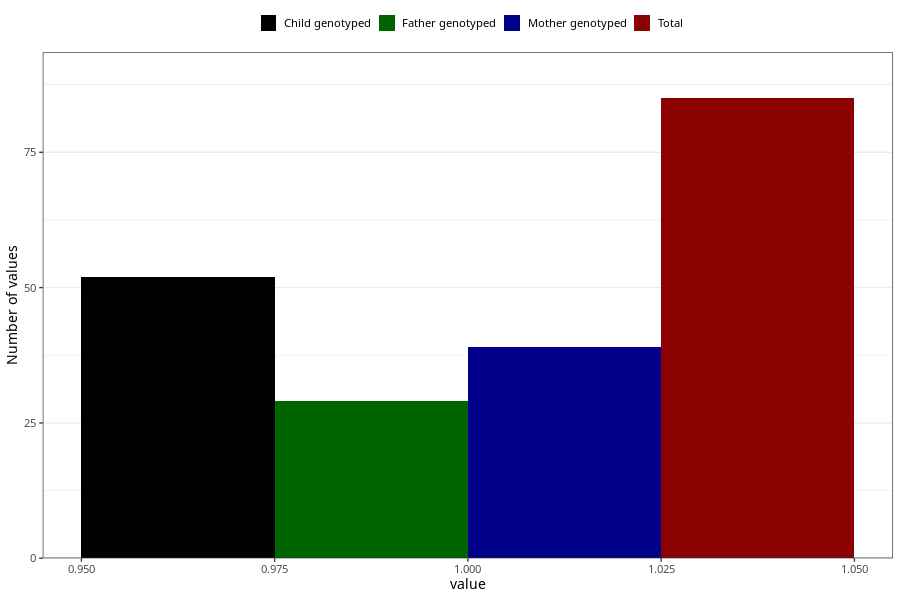 Child genotyped Father genotyped Mother genotyped Total
Number of values
75
50
25
0
0.950 0.975 1.000 1.025 1.050
value